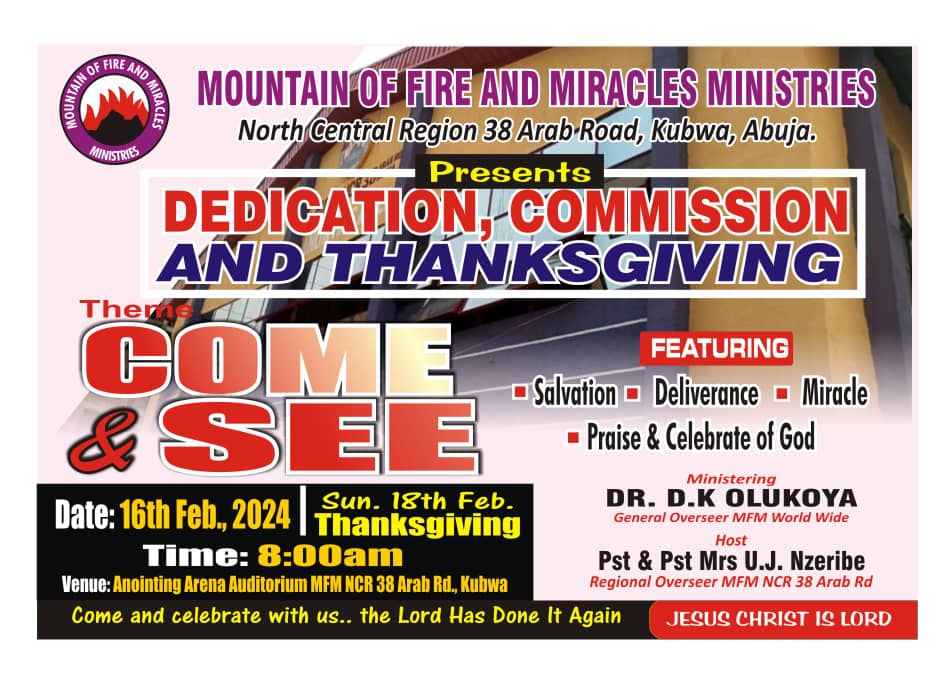 MOUNTAIN OF FIRE AND MIRACLES
MINISTRIES
MOUNTAIN OF FIRE AND MIRACLES MINISTRIES
North Central Region 38 Arab Road, Kubwa, Abuja.
Presents
DEDICATION, COMMISSION
AND THANKSGIVING
Theme
COME
& SEE
FEATURING
▪ Salvation ▪ Deliverance ▪ Miracle
▪ Praise & Celebrate of God
Date: 16th Feb., 2024
Sun. 18th Feb.
Thanksgiving
Time: 8:00am
Venue: Anointing Arena Auditorium MFM NCR 38 Arab Rd., Kubwa
Ministering
DR. D.K OLUKOYA
General Overseer MFM World Wide
Host
Pst & Pst Mrs U.J. Nzeribe
Regional Overseer MFM NCR 38 Arab Rd
Come and celebrate with us.. the Lord Has Done It Again
JESUS CHRIST IS LORD